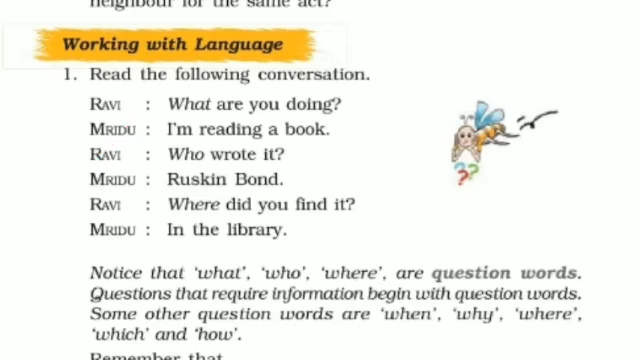 neighbour for the same act?
Working with Language
1. Read the following conversation.
RAVI : What are you doing?
MRIDU : I'm reading a book.
RAVI : Who wrote it?
MRIDU : Ruskin Bond.
RAVI : Where did you find it?
MRIDU : In the library.
Notice that ‘what’, ‘who’, ‘where’, are question words.
Questions that require information begin with question words.
Some other question words are ‘when’, ‘why’, ‘where’,
‘which’ and ‘how’.
Remember that
??